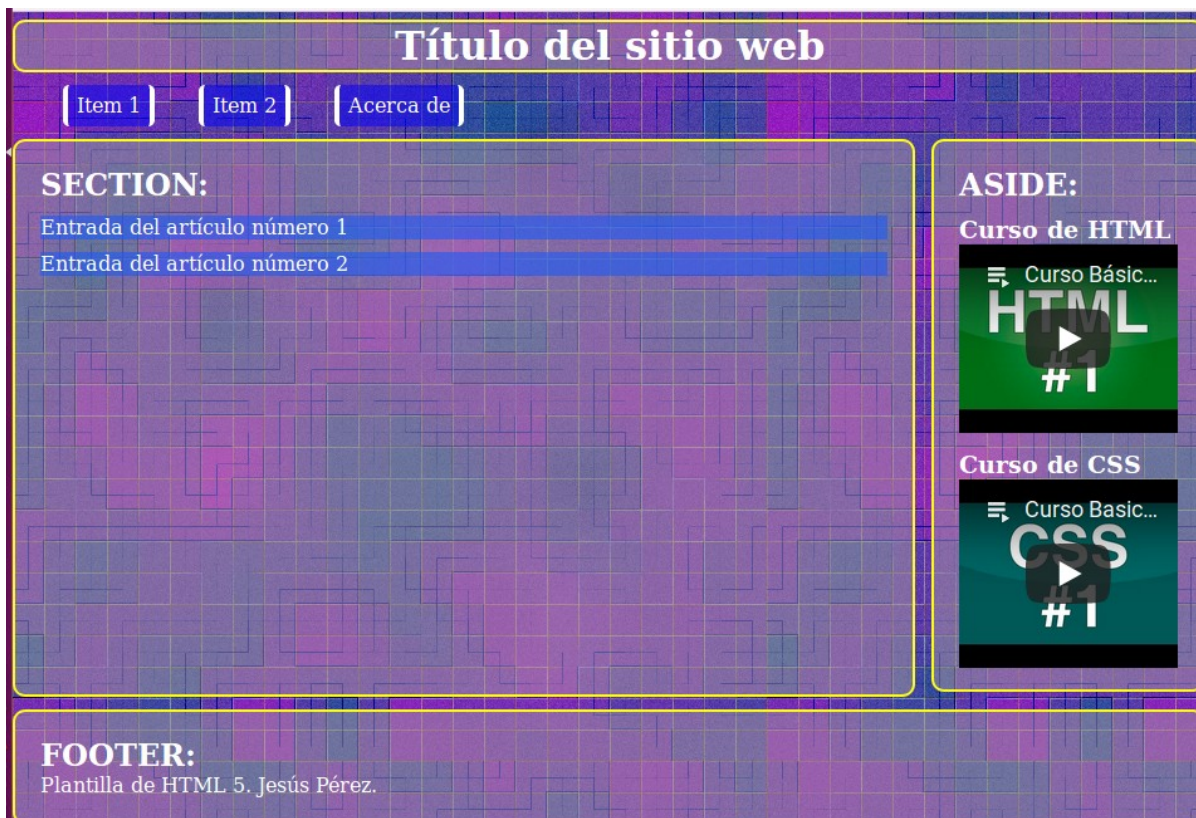 Título del sitio web
Item 1 Item 2 Acerca de
SECTION:
Entrada del artículo número 1
Entrada del artículo número 2
ASIDE:
Curso de HTML
Curso Básic...
HTML
#1
Curso de CSS
Curso Basic...
CSS
#1
FOOTER:
Plantilla de HTML 5. Jesús Pérez.